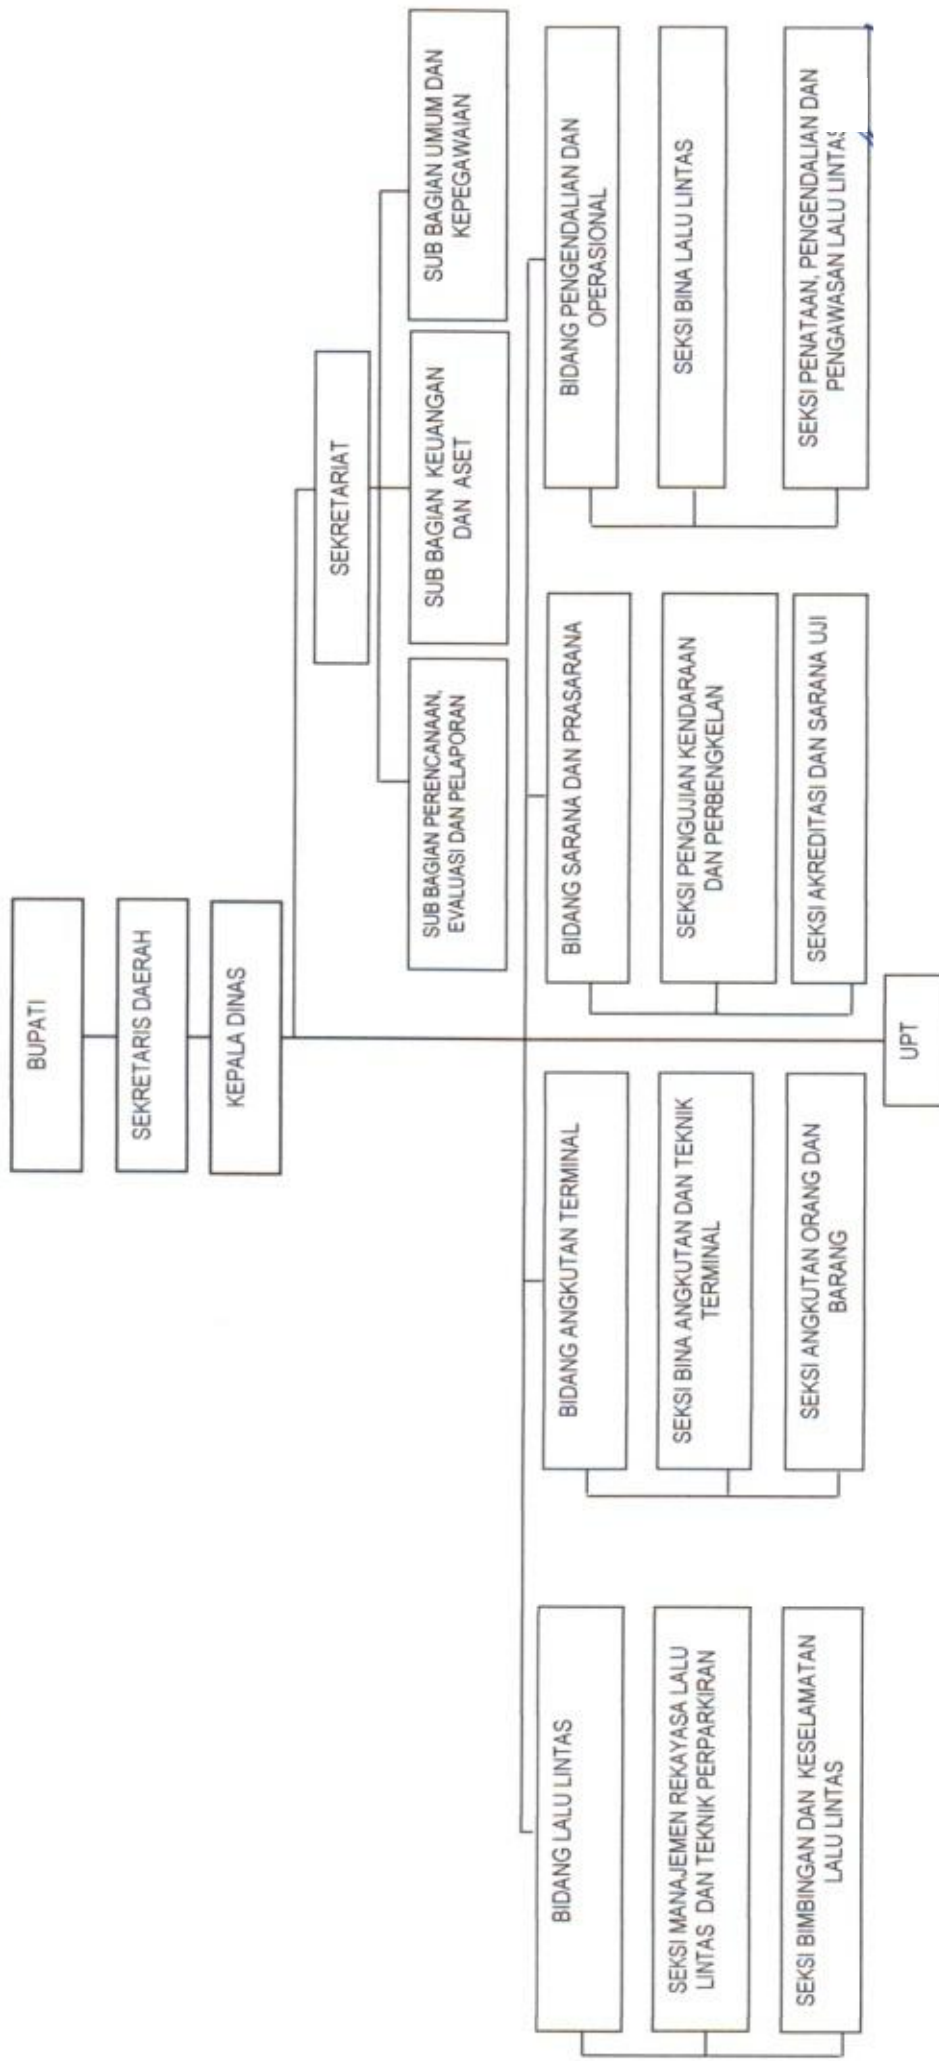 BUPATI
SEKRETARIS DAERAH
KEPALA DINAS
SEKRETARIAT
SUB BAGIAN PERENCANAAN,
EVALUASI DAN PELAPORAN
SUB BAGIAN KEUANGAN
DAN ASET
SUB BAGIAN UMUM DAN
KEPEGAWAIAN
BIDANG LALU LINTAS
SEKSI MANAJEMEN REKAYASA LALU
LINTAS DAN TEKNIK PERPARKIRAN
SEKSI BIMBINGAN DAN KESELAMATAN
LALU LINTAS
BIDANG ANGKUTAN TERMINAL
SEKSI BINA ANGKUTAN DAN TEKNIK
TERMINAL
SEKSI ANGKUTAN ORANG DAN
BARANG
BIDANG SARANA DAN PRASARANA
SEKSI PENGUJIAN KENDARAAN
DAN PERBENGKELAN
SEKSI AKREDITASI DAN SARANA UJI
BIDANG PENGENDALIAN DAN
OPERASIONAL
SEKSI BINA LALU LINTAS
SEKSI PENATAAN, PENGENDALIAN DAN
PENGAWASAN LALU LINTAS
UPT